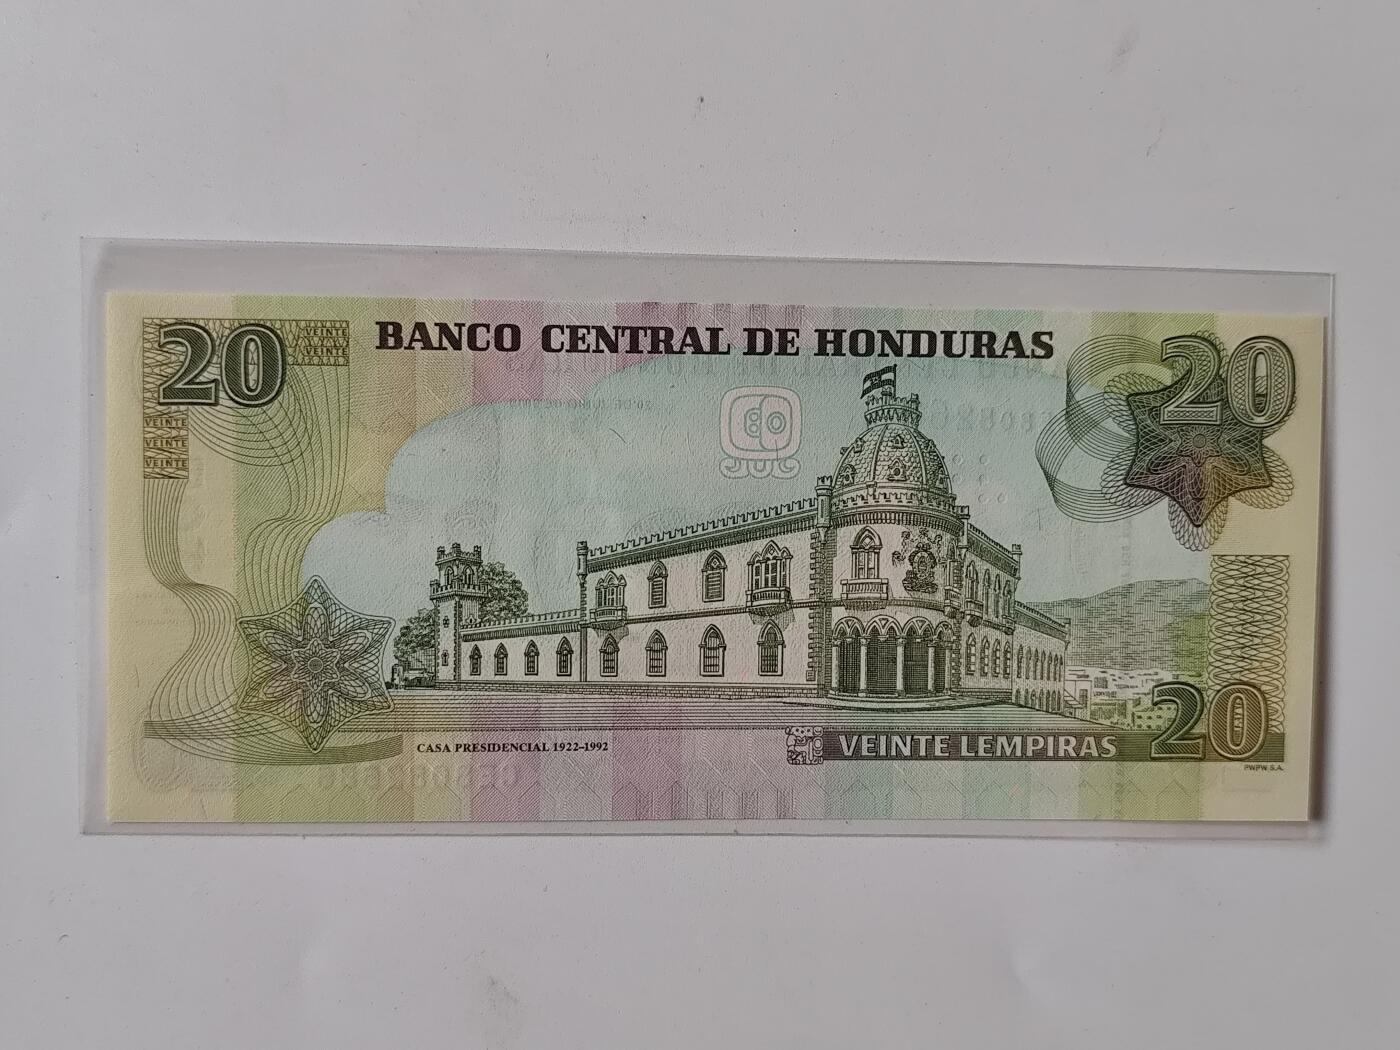 BANCO CENTRAL DE HONDURAS
20
VEINTE
VEINTE
VEINTE
VEINTE
VEINTE
20
CASA PRESIDENCIAL 1922-1992
VEINTE LEMPIRAS
20
PWPW S.A.